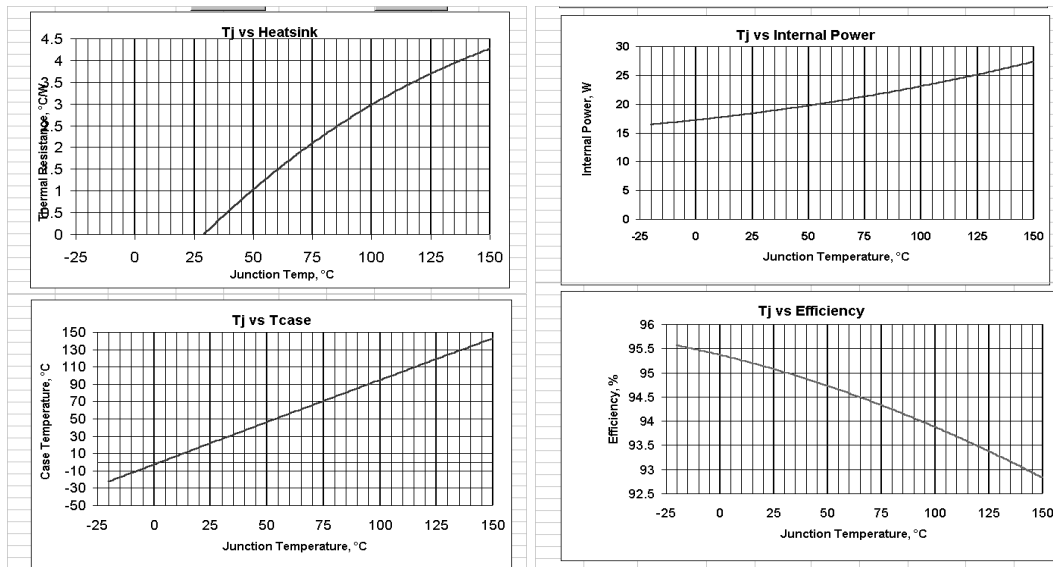 Tj vs Heatsink
Thermal Resistance, °C/W
4.5
4
3.5
3
2.5
2
1.5
1
0.5
0
-25 0 25 50 75 100 125 150
Junction Temp, °C
Tj vs Internal Power
Internal Power, W
30
25
20
15
10
5
0
-25 0 25 50 75 100 125 150
Junction Temperature, °C
Tj vs Tcase
Case Temperature, °C
150
130
110
90
70
50
30
10
-10
-30
-50
-25 0 25 50 75 100 125 150
Junction Temperature, °C
Tj vs Efficiency
Efficiency, %
96
95.5
95
94.5
94
93.5
93
92.5
-25 0 25 50 75 100 125 150
Junction Temperature, °C